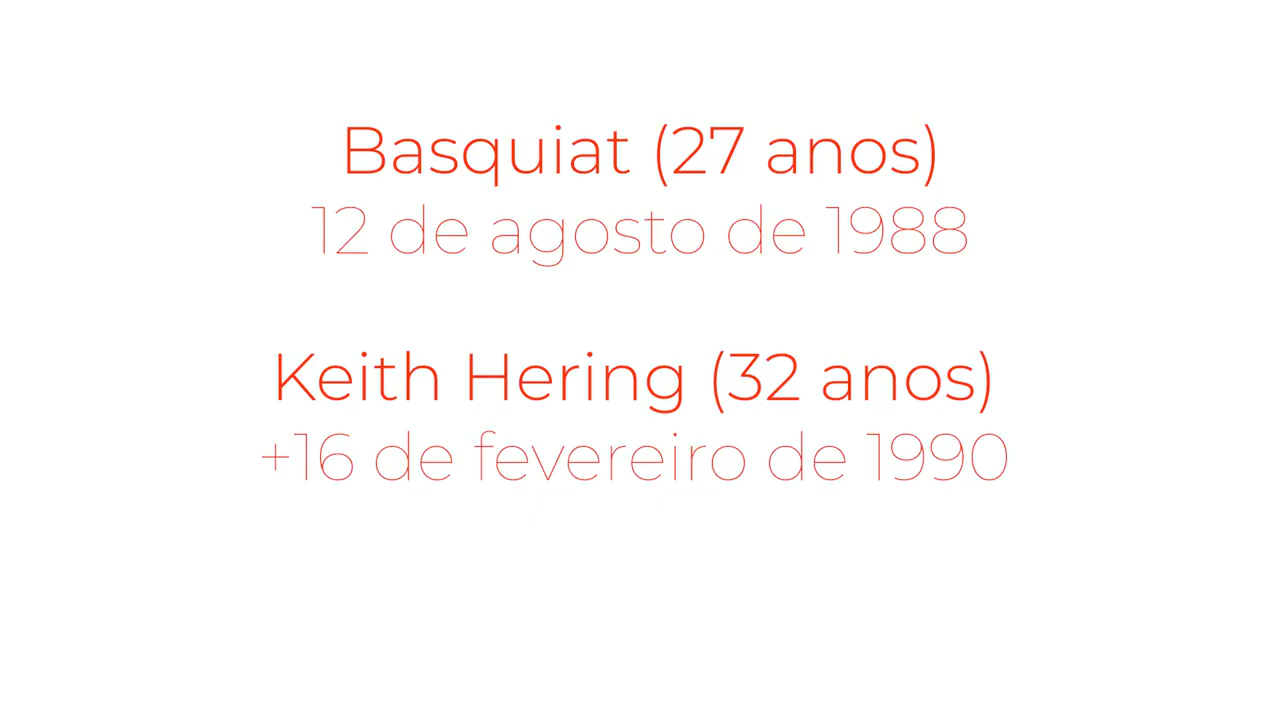 Basquiat (27 anos)
12 de agosto de 1988
Keith Hering (32 anos)
+16 de fevereiro de 1990